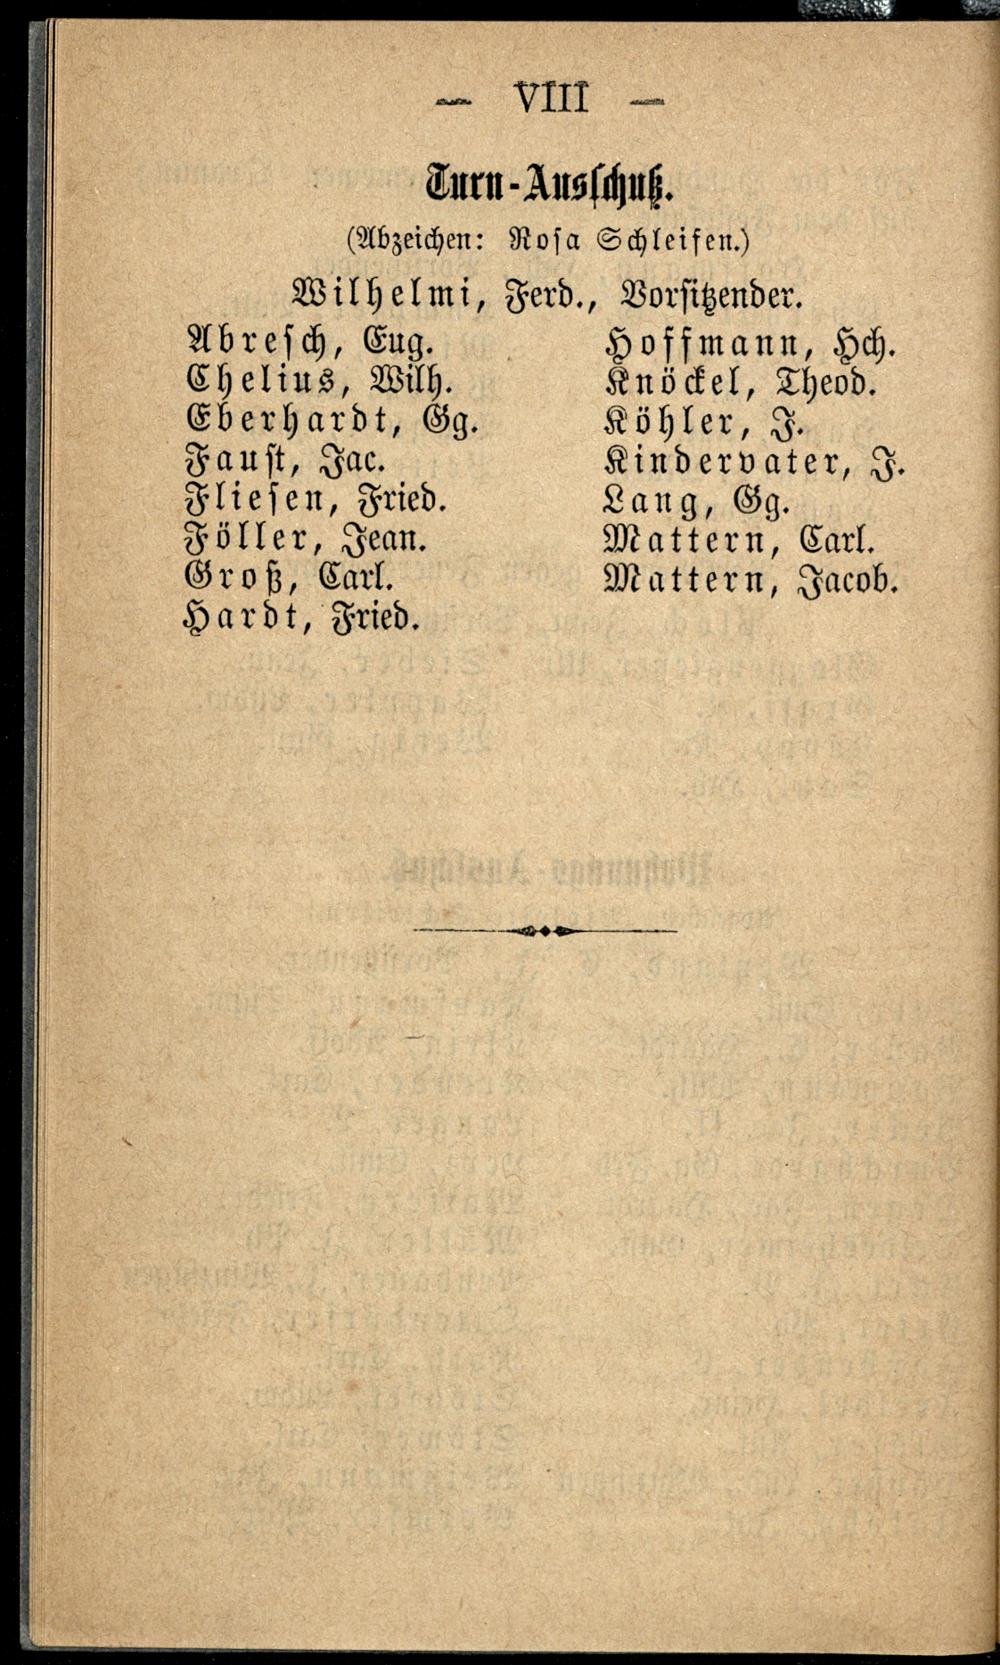 — VIII —
Turn-Ausschuß.
(Abzeichen: Rosa Schleifen.)
Wilhelmi, Ferd., Vorsitzender.
Abresch, Eug.
Chelius, Wilh.
Eberhardt, Gg.
Faust, Jac.
Fliesen, Fried.
Föller, Jean.
Groß, Carl.
Hardt, Fried.
Hoffmann, Hch.
Knöckel, Theod.
Köhler, J.
Kindervater, J.
Lang, Gg.
Mattern, Carl.
Mattern, Jacob.